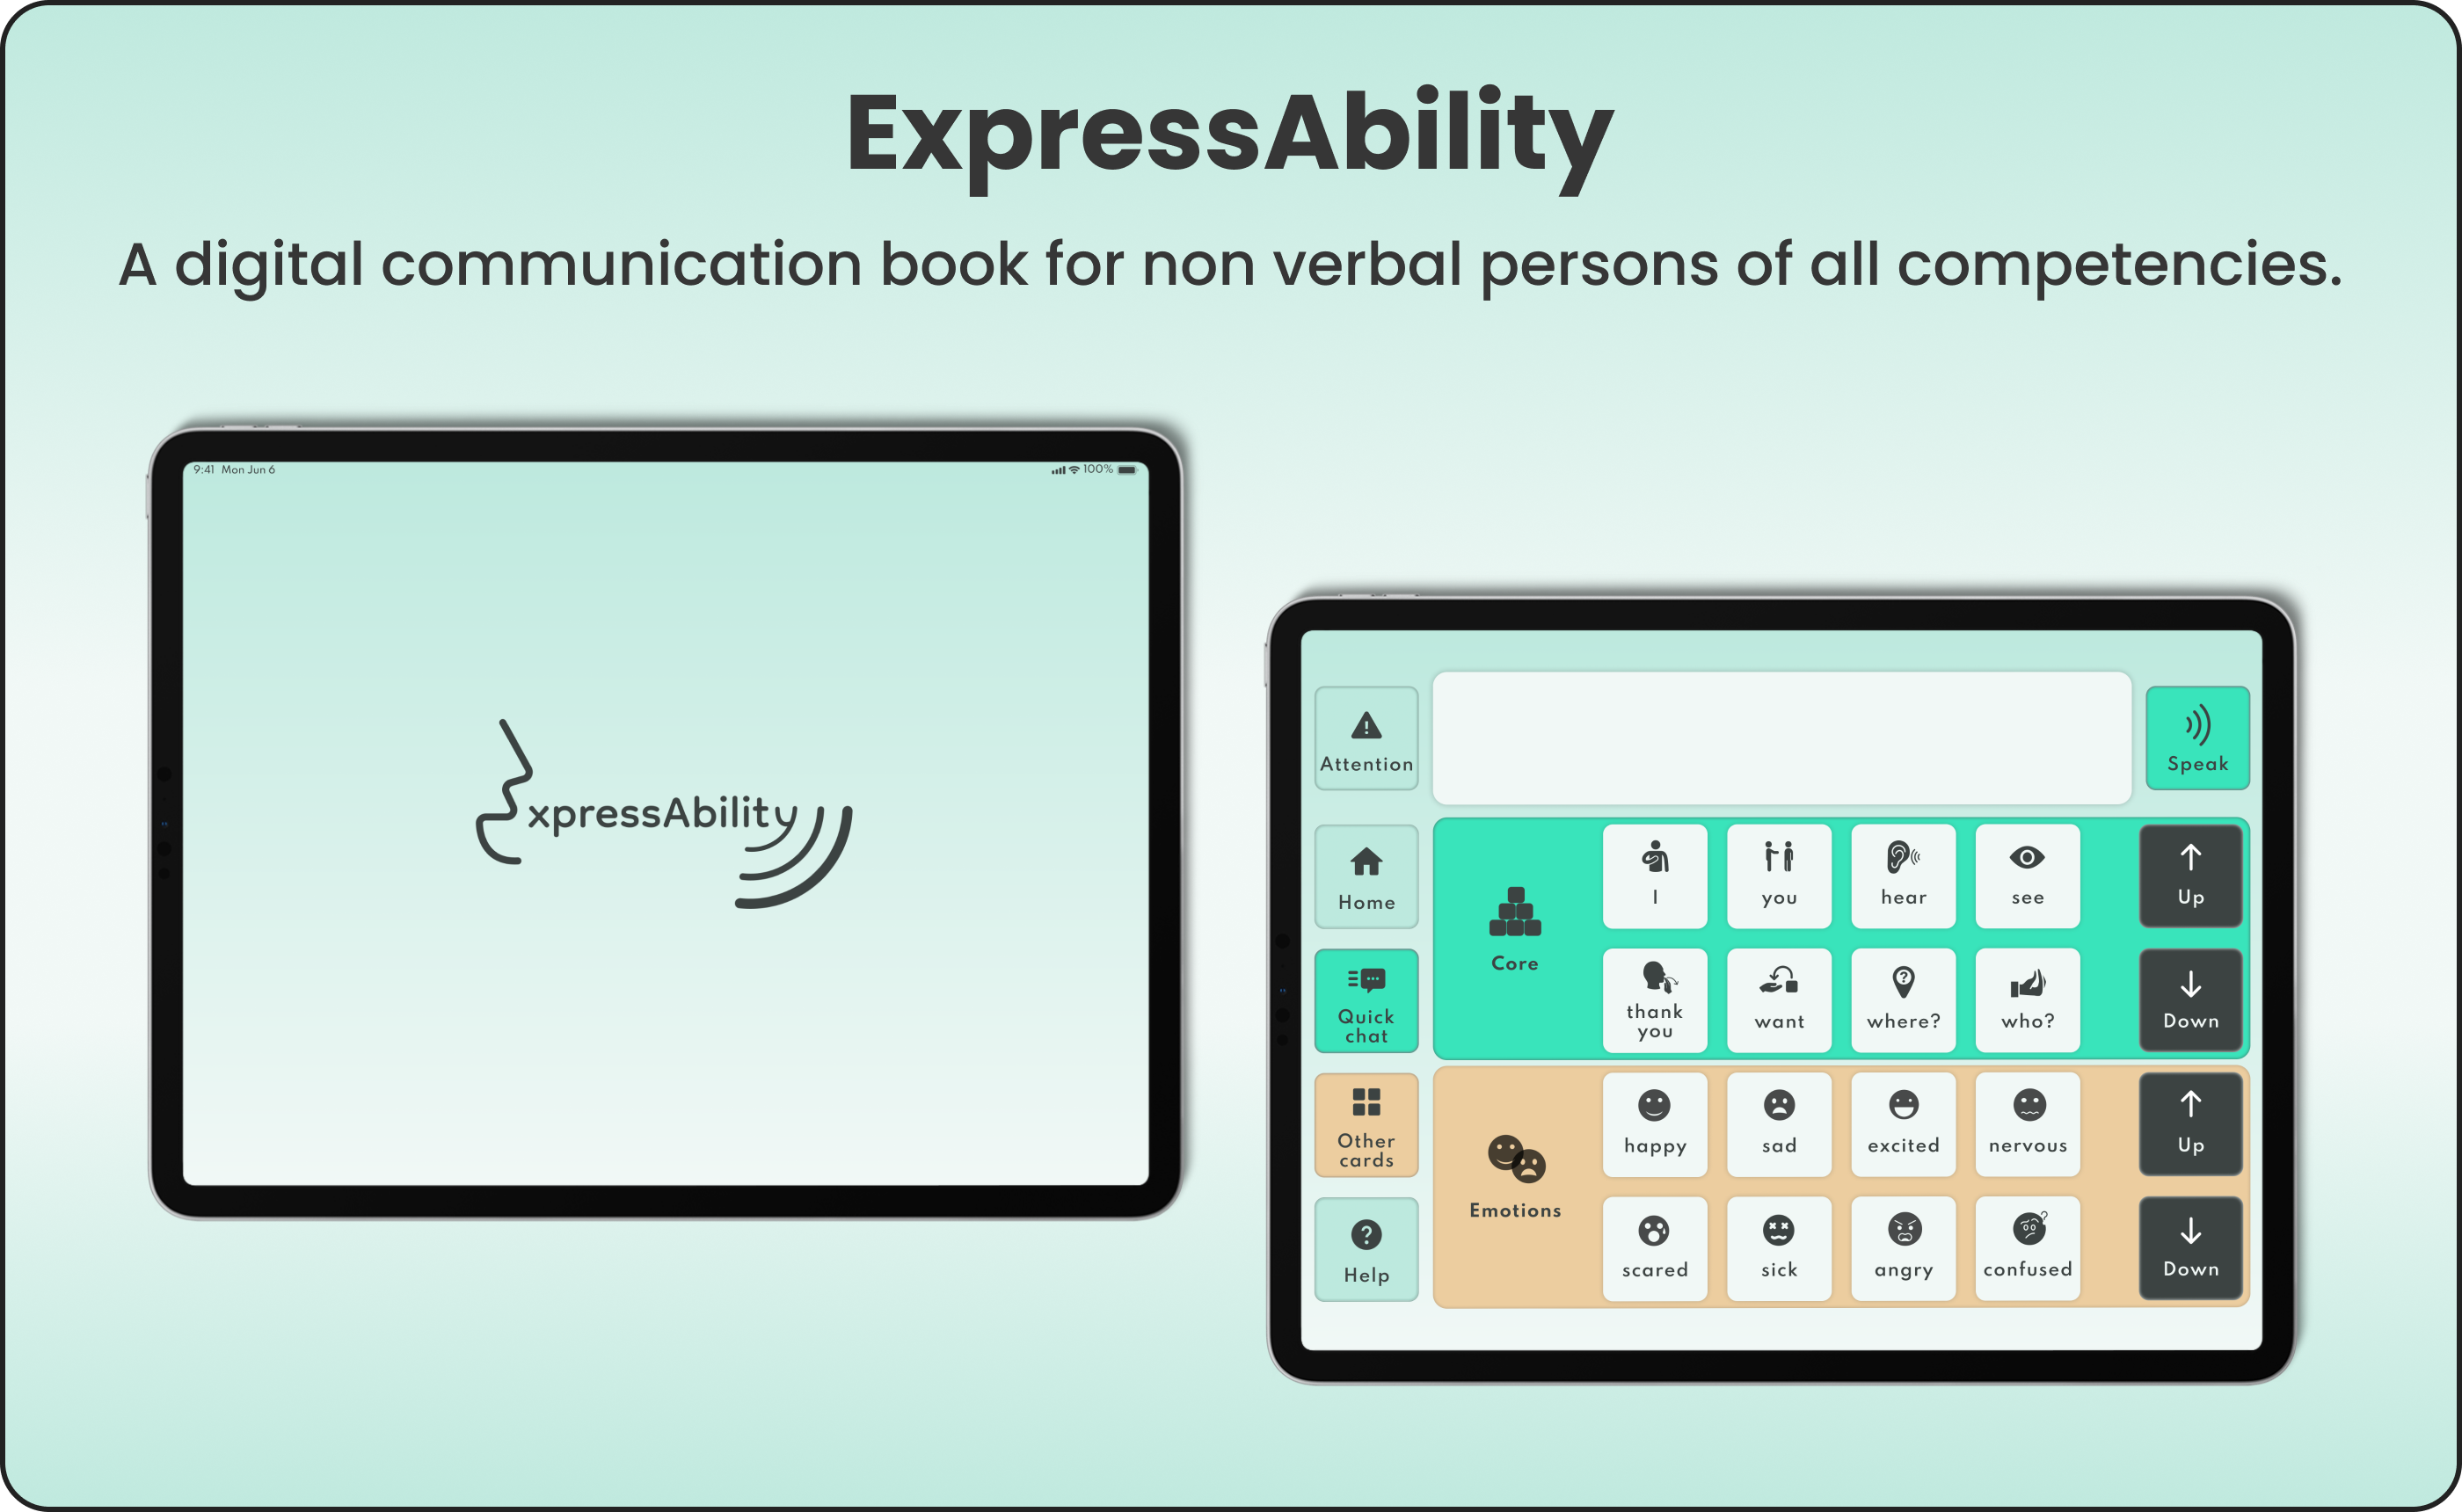 ExpressAbility
A digital communication book for non verbal persons of all competencies.
9:41 Mon Jun 6
100%
xpressAbility
Attention
Speak
Home
Core
I
you
hear
see
Up
Quick
chat
thank
you
want
where?
who?
Down
Other
cards
Emotions
happy
sad
excited
nervous
Up
Help
scared
sick
angry
confused
Down